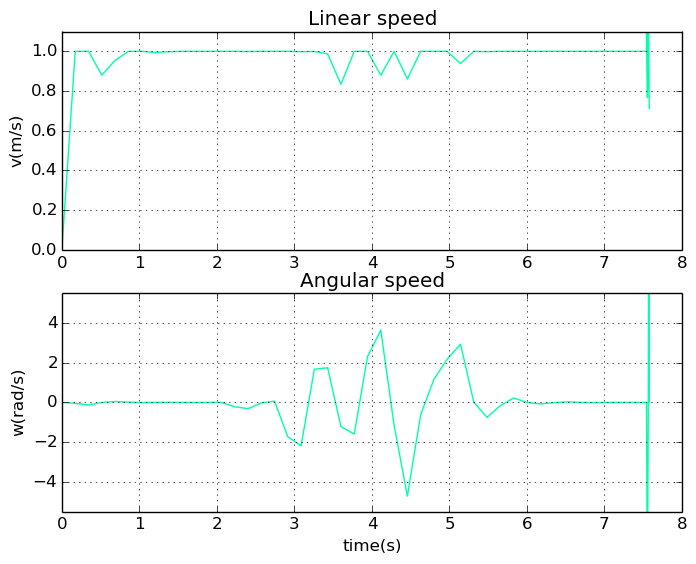 Linear speed
1.0
0.8
0.6
0.4
0.2
0.0
v(m/s)
0 1 2 3 4 5 6 7 8
Angular speed
4
2
0
−2
−4
w(rad/s)
0 1 2 3 4 5 6 7 8
time(s)